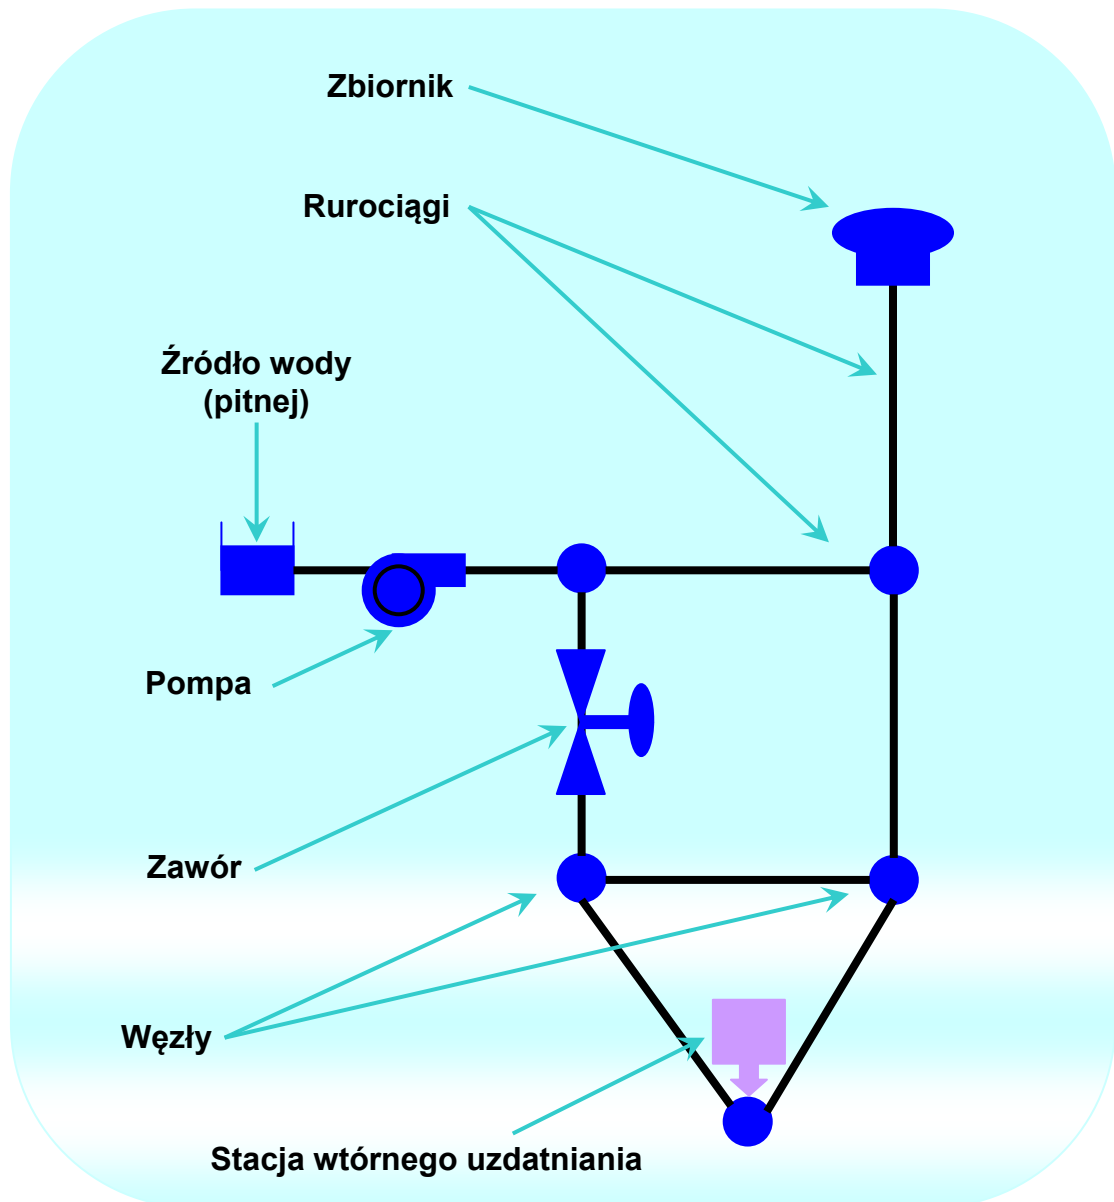 Zbiornik
Rurociągi
Źródło wody
(pitnej)
Pompa
Zawór
Węzły
Stacja wtórnego uzdatniania